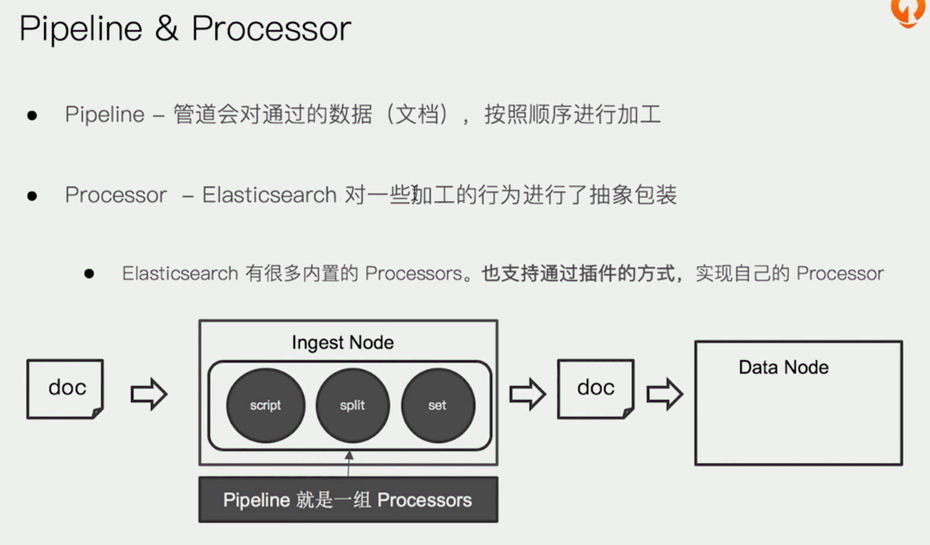 Pipeline & Processor
Pipeline – 管道会对通过的数据（文档），按照顺序进行加工
Processor – Elasticsearch 对一些加工的行为进行了抽象包装
Elasticsearch 有很多内置的 Processors。也支持通过插件的方式，实现自己的 Processor
Ingest Node
Data Node
doc
script
split
set
doc
Pipeline 就是一组 Processors